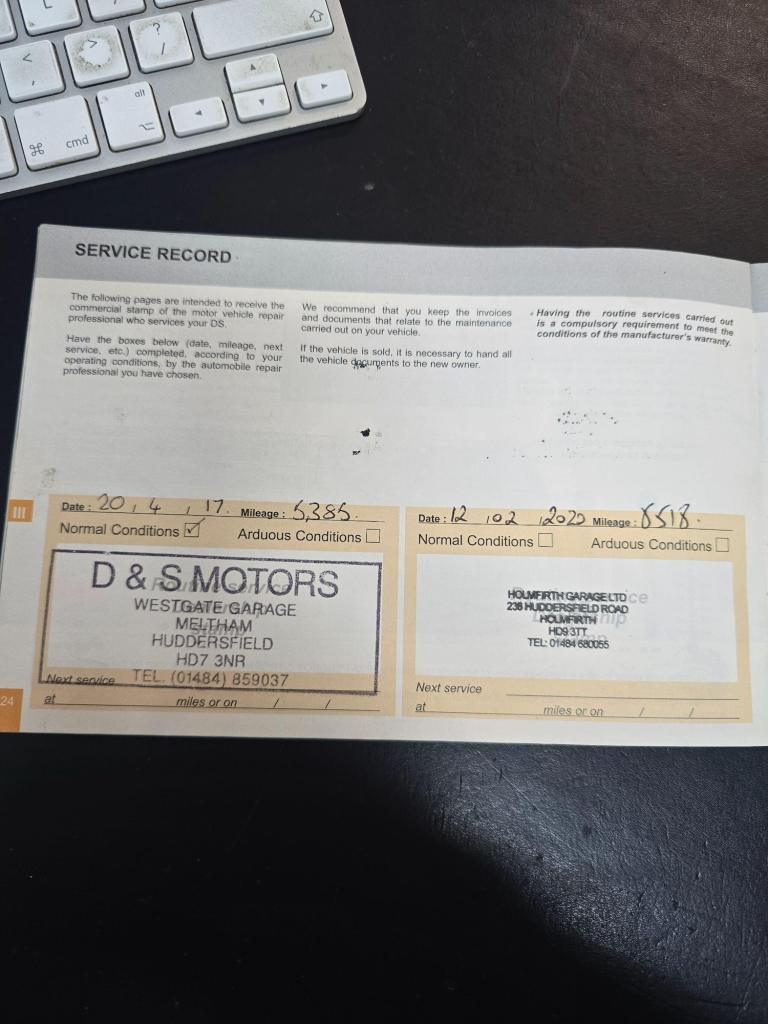 L
<
,
>
.
?
/
⇧
alt
⌥
⌘
cmd
▲
◄
▼
►
SERVICE RECORD
The following pages are intended to receive the
commercial stamp of the motor vehicle repair
professional who services your DS.
Have the boxes below (date, mileage, next
service, etc.) completed, according to your
operating conditions, by the automobile repair
professional you have chosen.
We recommend that you keep the invoices
and documents that relate to the maintenance
carried out on your vehicle.
If the vehicle is sold, it is necessary to hand all
the vehicle documents to the new owner.
Having the routine services carried out
is a compulsory requirement to meet the
conditions of the manufacturer's warranty.
III
Date : 20 / 4 / 17. Mileage : 5,385.
Normal Conditions ☑ Arduous Conditions ☐
Routine service
D & S MOTORS
WESTGATE GARAGE
MELTHAM
HUDDERSFIELD
HD7 3NR
TEL. (01484) 859037
Next service
at miles or on / /
Date : 12 / 02 / 2020 Mileage : 8518.
Normal Conditions ☐ Arduous Conditions ☐
HOLMFIRTH GARAGE LTD
236 HUDDERSFIELD ROAD
HOLMFIRTH
HD9 3TT
TEL: 01484 680055
Next service
at miles or on / /
24